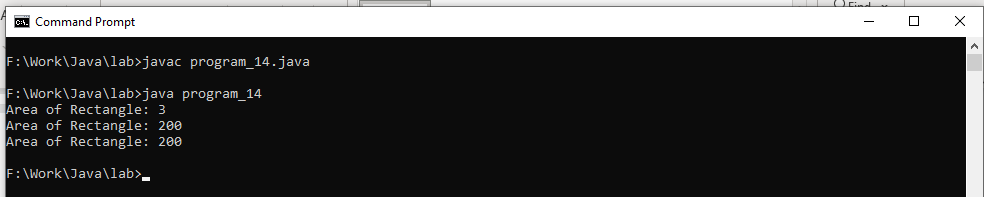 Find
Command Prompt
F:\Work\Java\lab>javac program_14.java
F:\Work\Java\lab>java program_14
Area of Rectangle: 3
Area of Rectangle: 200
Area of Rectangle: 200
F:\Work\Java\lab>